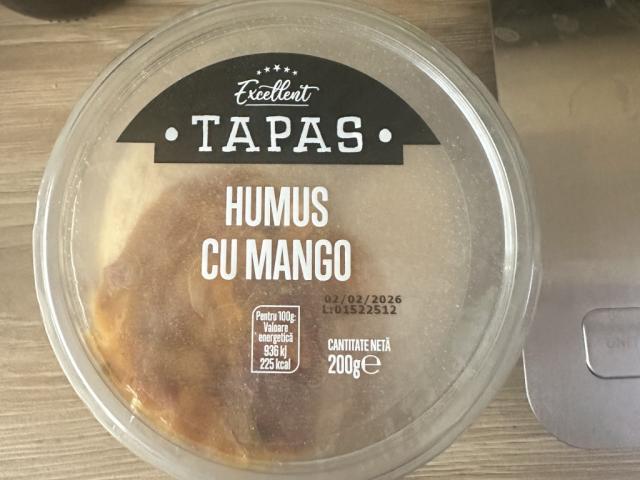 Excellent
• TAPAS •
HUMUS
CU MANGO
02/02/2026
L:01522512
Pentru 100g:
Valoare
energetică
936 kj
225 kcal
CANTITATE NETĂ
200g℮